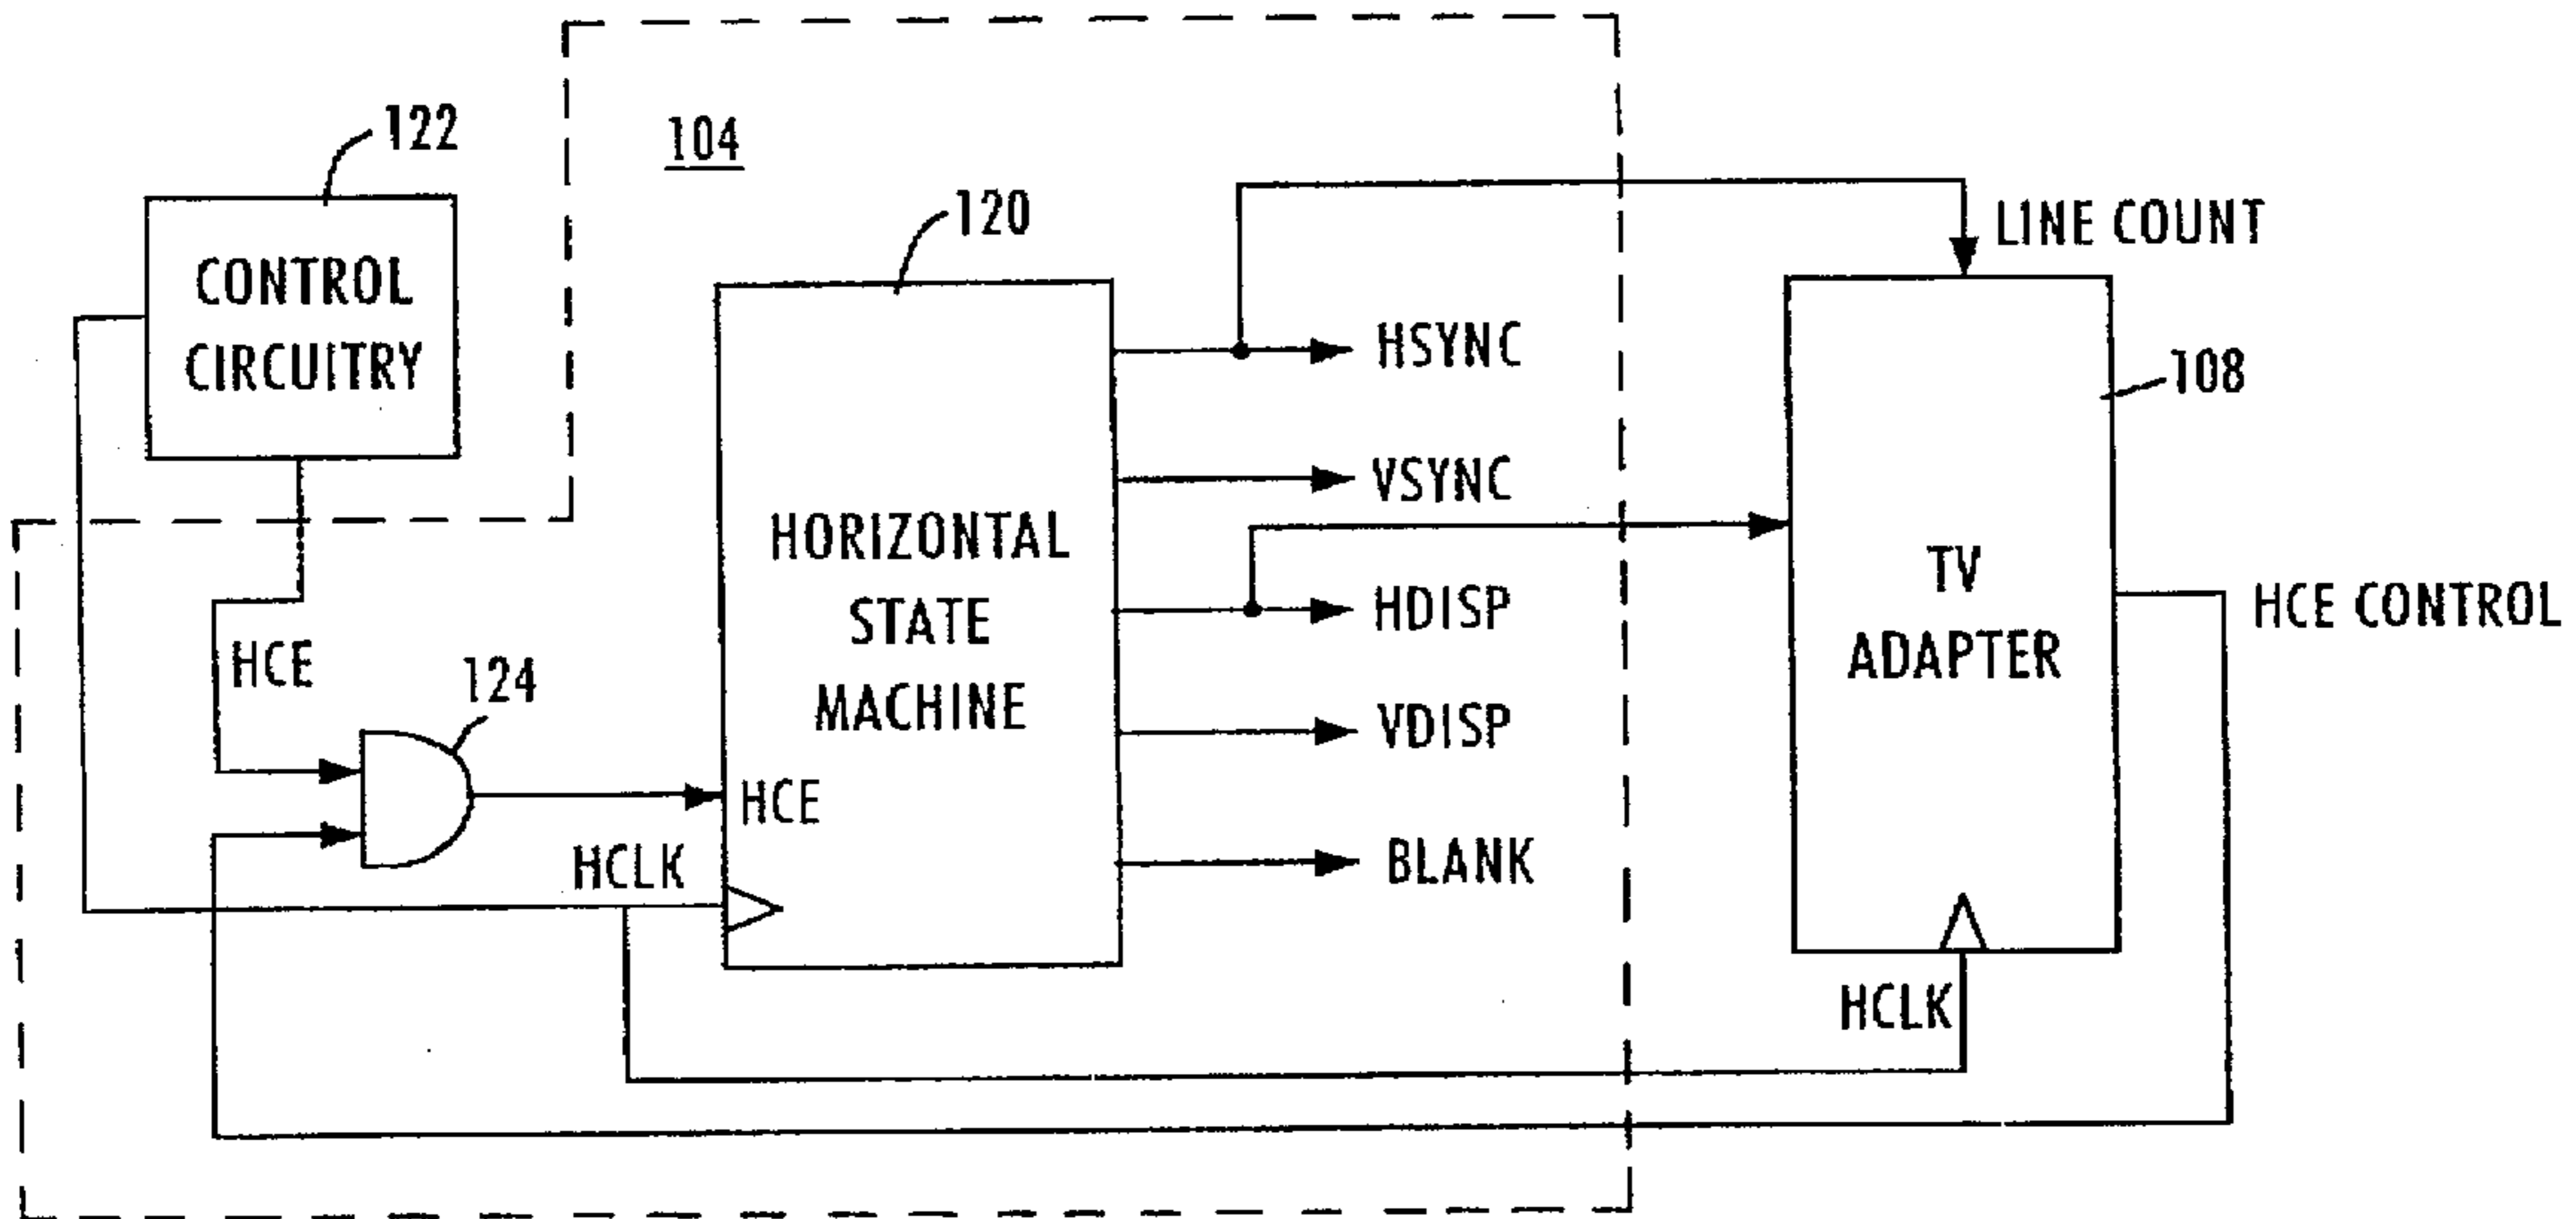 122
104
120
LINE COUNT
CONTROL
CIRCUITRY
HSYNC
108
VSYNC
HORIZONTAL
STATE
MACHINE
TV
ADAPTER
HDISP
HCE CONTROL
HCE
124
VDISP
HCE
HCLK
BLANK
HCLK